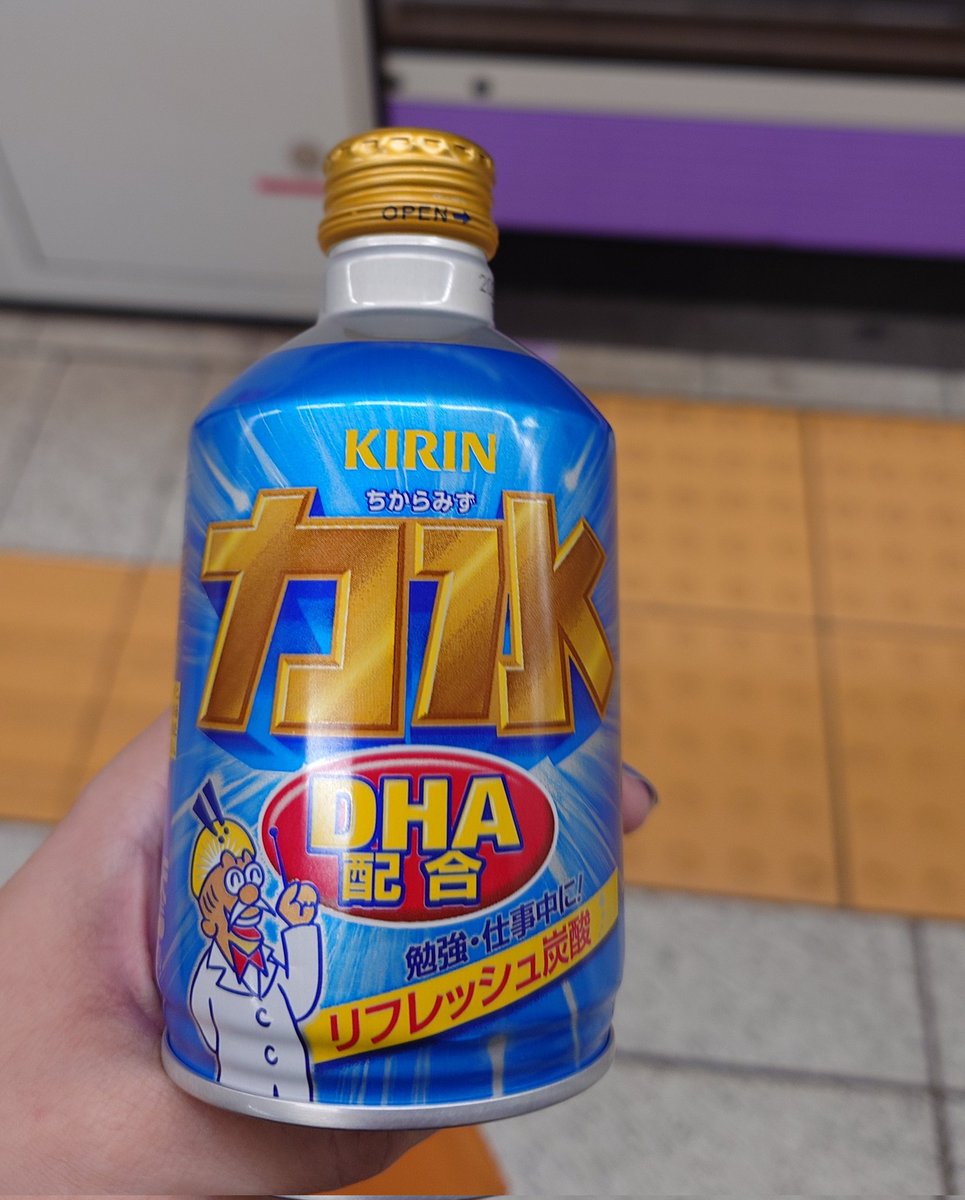 OPEN→
KIRIN
ちからみず
力水
DHA
配合
勉強・仕事中に!
リフレッシュ炭酸